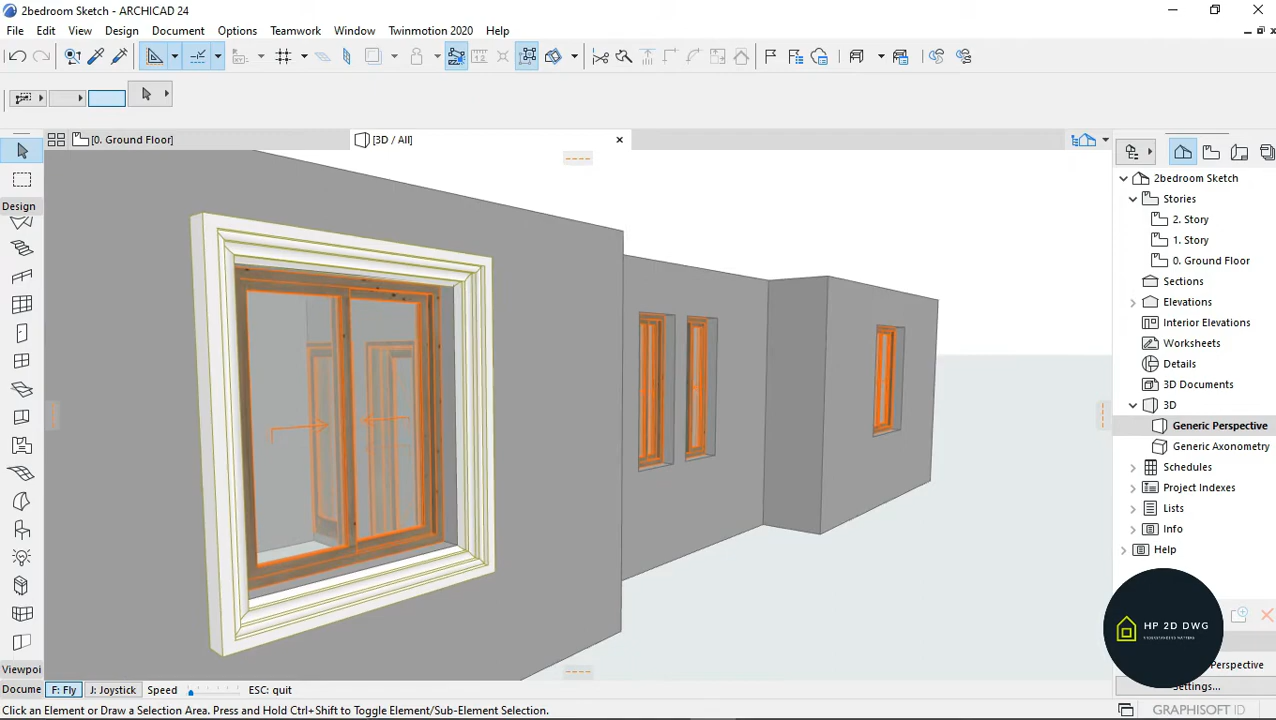 2bedroom Sketch - ARCHICAD 24
File Edit View Design Document Options Teamwork Window Twinmotion 2020 Help
1.2
[0. Ground Floor]
[3D / All]
Design
2bedroom Sketch
Stories
2. Story
1. Story
0. Ground Floor
Sections
Elevations
Interior Elevations
Worksheets
Details
3D Documents
3D
Generic Perspective
Generic Axonometry
Schedules
Project Indexes
Lists
Info
Help
HP 2D DWG
Viewpoi
Perspective
Docume F: Fly J: Joystick Speed ESC: quit
Settings...
Click an Element or Draw a Selection Area. Press and Hold Ctrl+Shift to Toggle Element/Sub-Element Selection.
GRAPHISOFT ID